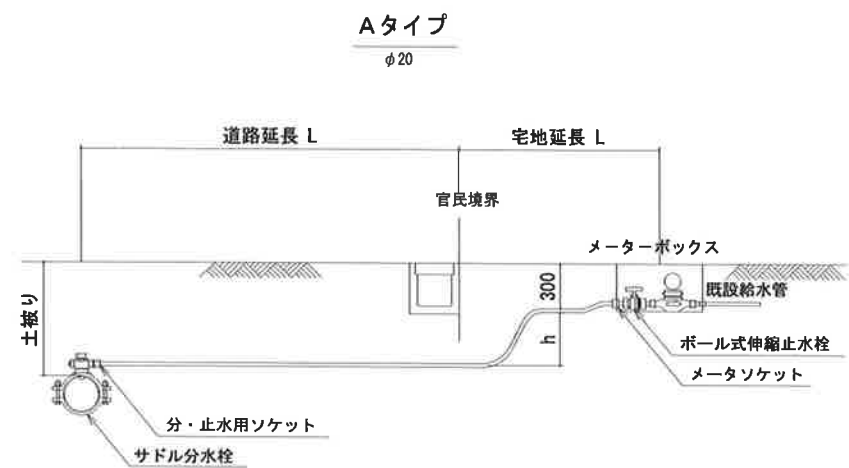 Aタイプ
φ20
道路延長 L
宅地延長 L
官民境界
メーターボックス
土被り
300
h
既設給水管
ボール式伸縮止水栓
メータソケット
分・止水用ソケット
サドル分水栓